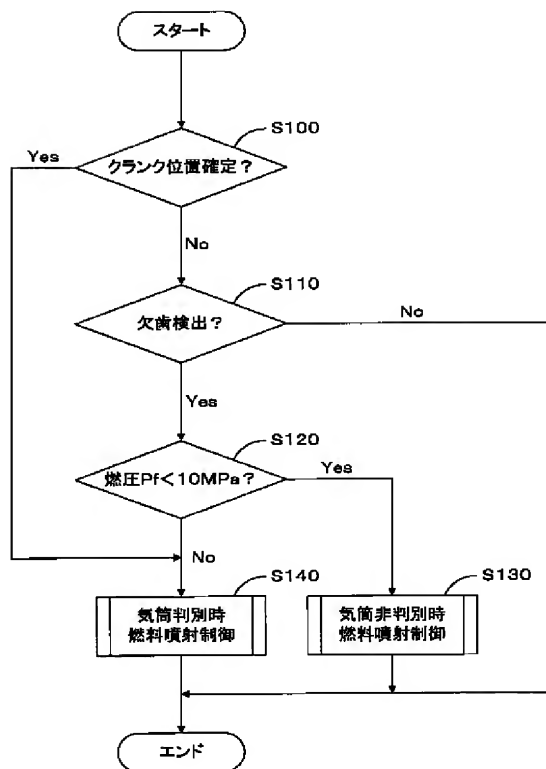 スタート
S100
Yes
クランク位置確定？
No
S110
欠歯検出？
No
Yes
S120
燃圧Pf＜10MPa？
Yes
No
S140
S130
気筒判別時
燃料噴射制御
気筒非判別時
燃料噴射制御
エンド